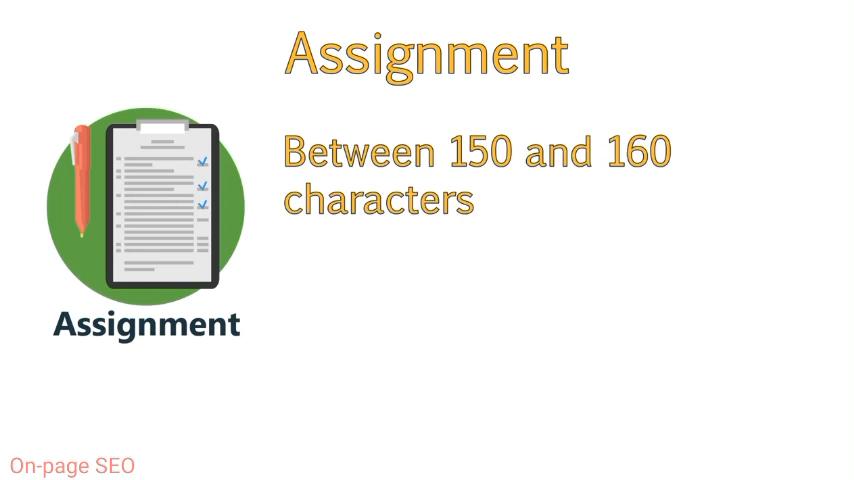 Assignment
Between 150 and 160
characters
Assignment
On-page SEO